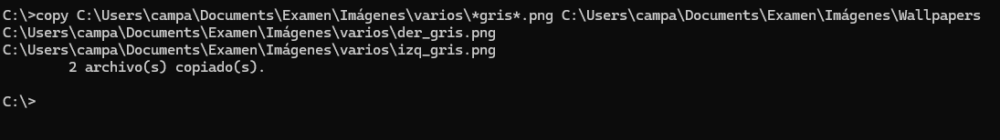 C:\>copy C:\Users\campa\Documents\Examen\Imágenes\varios\*gris*.png C:\Users\campa\Documents\Examen\Imágenes\Wallpapers
C:\Users\campa\Documents\Examen\Imágenes\varios\der_gris.png
C:\Users\campa\Documents\Examen\Imágenes\varios\izq_gris.png
        2 archivo(s) copiado(s).
C:\>